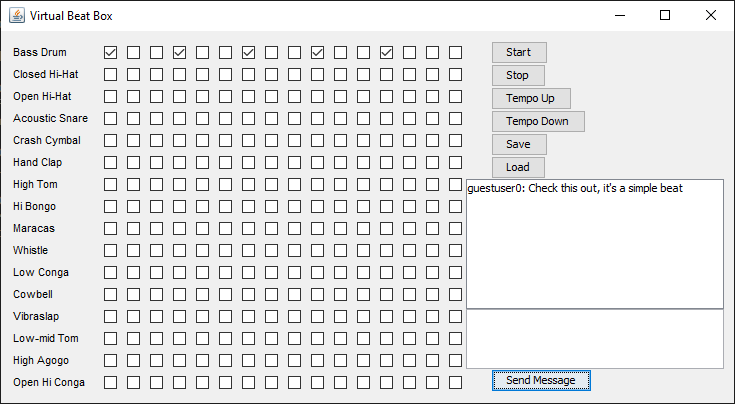 Virtual Beat Box
Bass Drum
Closed Hi-Hat
Open Hi-Hat
Acoustic Snare
Crash Cymbal
Hand Clap
High Tom
Hi Bongo
Maracas
Whistle
Low Conga
Cowbell
Vibraslap
Low-mid Tom
High Agogo
Open Hi Conga
Start
Stop
Tempo Up
Tempo Down
Save
Load
guestuser0: Check this out, it's a simple beat
Send Message